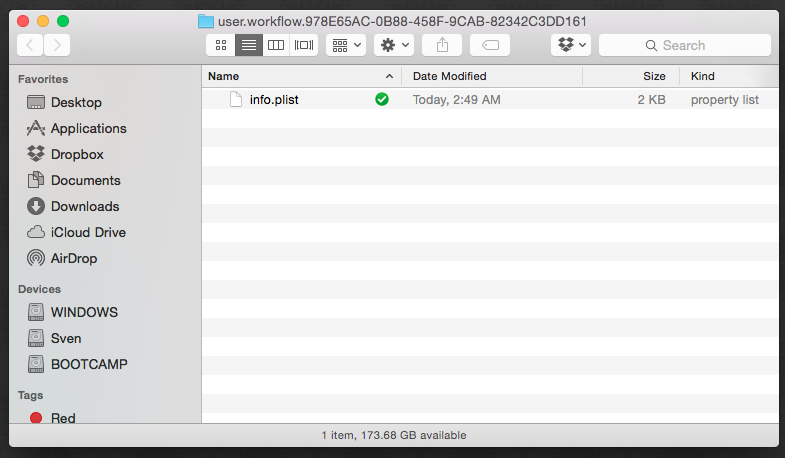 user.workflow.978E65AC-0B88-458F-9CAB-82342C3DD161
Search
Favorites
Desktop
Applications
Dropbox
Documents
Downloads
iCloud Drive
AirDrop
Devices
WINDOWS
Sven
BOOTCAMP
Tags
Red
Name Date Modified Size Kind
info.plist Today, 2:49 AM 2 KB property list
1 item, 173.68 GB available